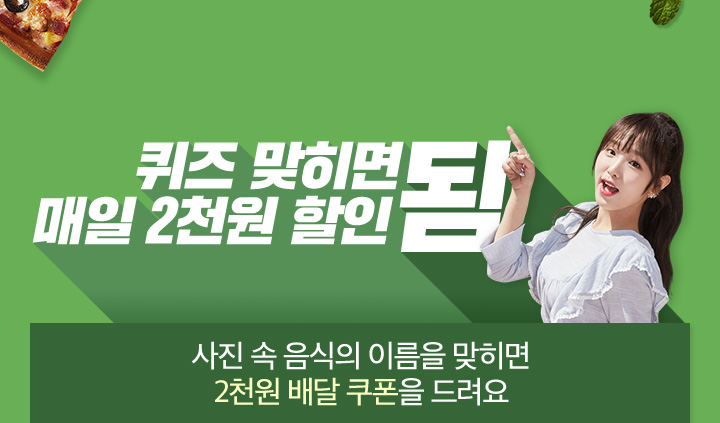 퀴즈 맞히면
매일 2천원 할인 됨
사진 속 음식의 이름을 맞히면
2천원 배달 쿠폰을 드려요